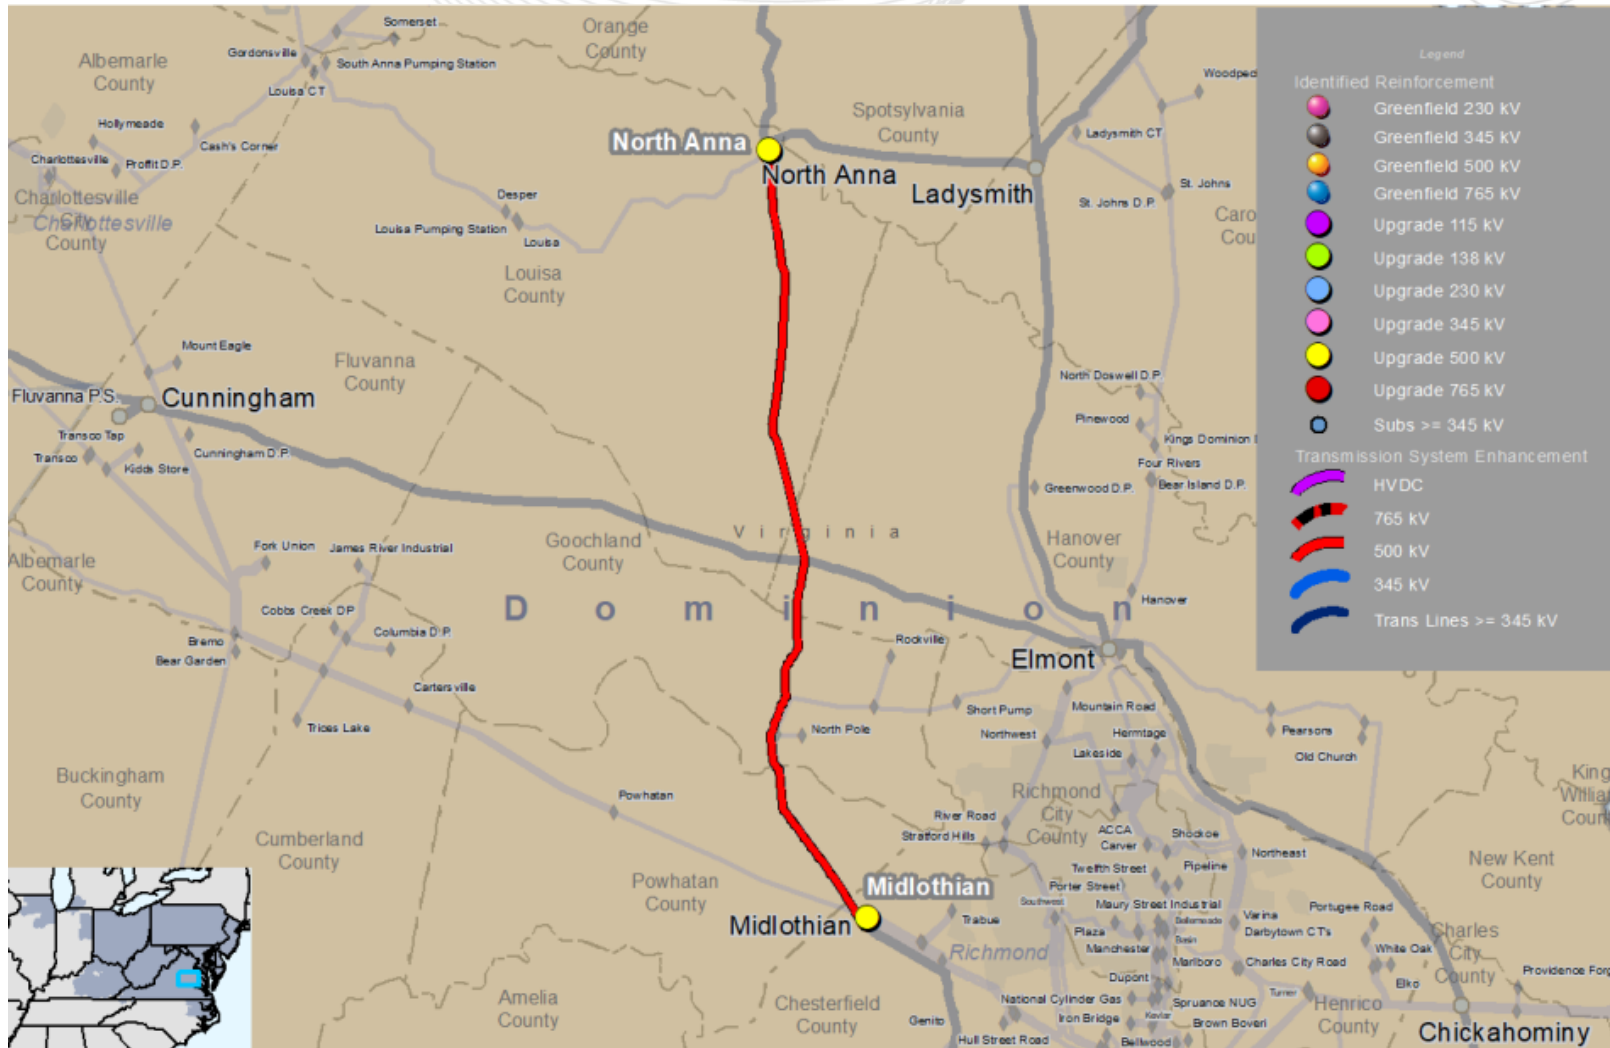 Somerset
Orange
County
Albemarle
County
Gordonsville
South Anna Pumping Station
Louisa CT
Hollymeade
Cash's Corner
Charlottesville
Proffit D.P.
Charlottesville
City
County
Charlottesville
North Anna
North Anna
Spotsylvania
County
Ladysmith
Ladysmith CT
St. Johns
St. Johns D.P.
Desper
Louisa Pumping Station
Louisa
Louisa
County
Mount Eagle
Fluvanna
County
Fluvanna P.S.
Cunningham
Transco Tap
Transco
Kidds Store
Cunningham D.P.
North Doswell D.P.
Pinewood
Four Rivers
Greenwood D.P.
Bear Island D.P.
Virginia
Goochland
County
Hanover
County
Albemarle
County
Fork Union
James River Industrial
Hanover
Dominion
Cobbs Creek DP
Columbia D.P.
Bremo
Bear Garden
Rockville
Elmont
Cartersville
Trices Lake
North Pole
Short Pump
Northwest
Mountain Road
Hermtage
Lakeside
Pearsons
Old Church
Buckingham
County
Powhatan
Richmond
City
County
River Road
Stratford Hills
ACCA
Carver
Shockoe
Cumberland
County
Twelfth Street
Pipeline
Northeast
New Kent
County
Powhatan
County
Midlothian
Midlothian
Porter Street
Southwest
Maury Street Industrial
Bellemeade
Basin
Varina
Darbytown CT's
Portugee Road
Trabue
Plaza
Manchester
Marlboro
Charles City Road
White Oak
Charles
City
County
Richmond
Dupont
Elko
Amelia
County
Chesterfield
County
National Cylinder Gas
Spruance NUG
Turner
Henrico
County
Genito
Iron Bridge
Kevlar
Brown Boveri
Hull Street Road
Bellwood
Chickahominy
Legend
Identified Reinforcement
Greenfield 230 kV
Greenfield 345 kV
Greenfield 500 kV
Greenfield 765 kV
Upgrade 115 kV
Upgrade 138 kV
Upgrade 230 kV
Upgrade 345 kV
Upgrade 500 kV
Upgrade 765 kV
Subs >= 345 kV
Transmission System Enhancement
HVDC
765 kV
500 kV
345 kV
Trans Lines >= 345 kV